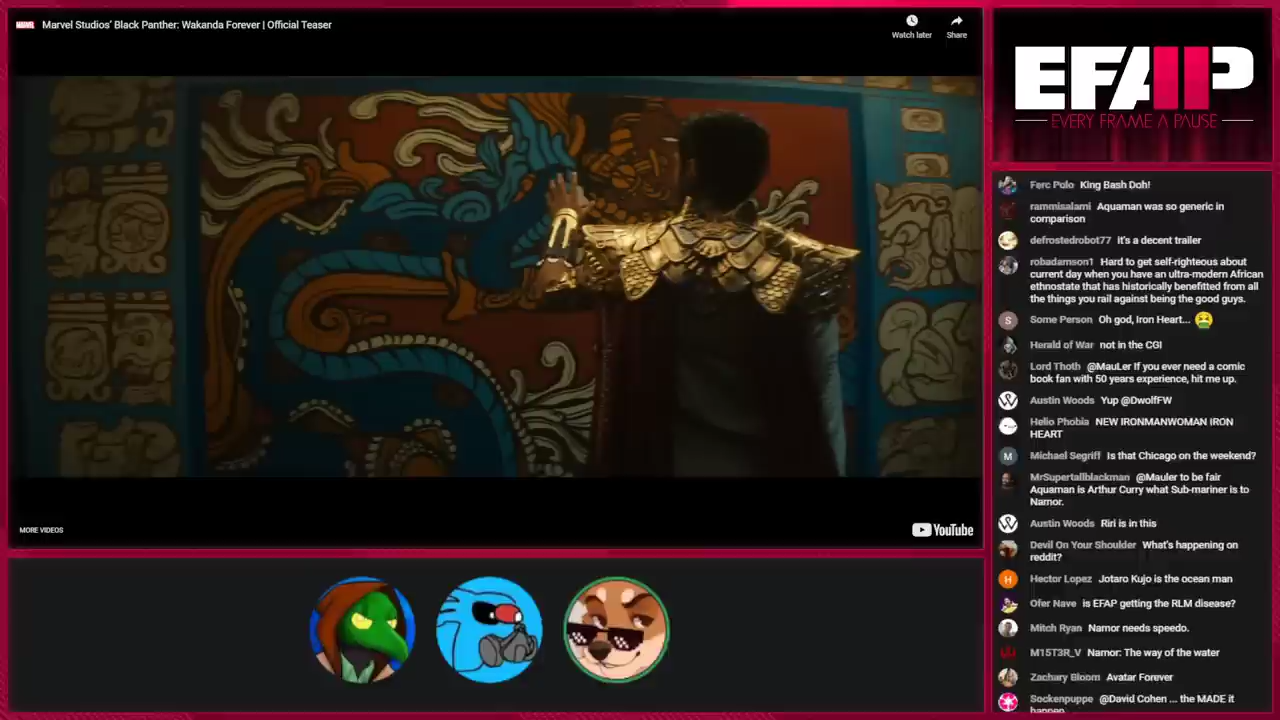 MARVEL
Marvel Studios' Black Panther: Wakanda Forever | Official Teaser
Watch later
Share
MORE VIDEOS
YouTube
EFAP
EVERY FRAME A PAUSE
Ferc Polo King Bash Doh!
rammisalami Aquaman was so generic in
comparison
defrostedrobot77 it's a decent trailer
robadamson1 Hard to get self-righteous about
current day when you have an ultra-modern African
ethnostate that has historically benefitted from all
the things you rail against being the good guys.
S
Some Person Oh god, Iron Heart...
Herald of War not in the CGI
Lord Thoth @MauLer If you ever need a comic
book fan with 50 years experience, hit me up.
Austin Woods Yup @DwolfFW
Helio Phobia NEW IRONMANWOMAN IRON
HEART
M
Michael Segriff Is that Chicago on the weekend?
MrSupertallblackman @Mauler to be fair
Aquaman is Arthur Curry what Sub-mariner is to
Namor.
Austin Woods Riri is in this
Devil On Your Shoulder What's happening on
reddit?
H
Hector Lopez Jotaro Kujo is the ocean man
Ofer Nave is EFAP getting the RLM disease?
Mitch Ryan Namor needs speedo.
M15T3R_V Namor: The way of the water
Zachary Bloom Avatar Forever
Sockenpuppe @David Cohen ... the MADE it
happen